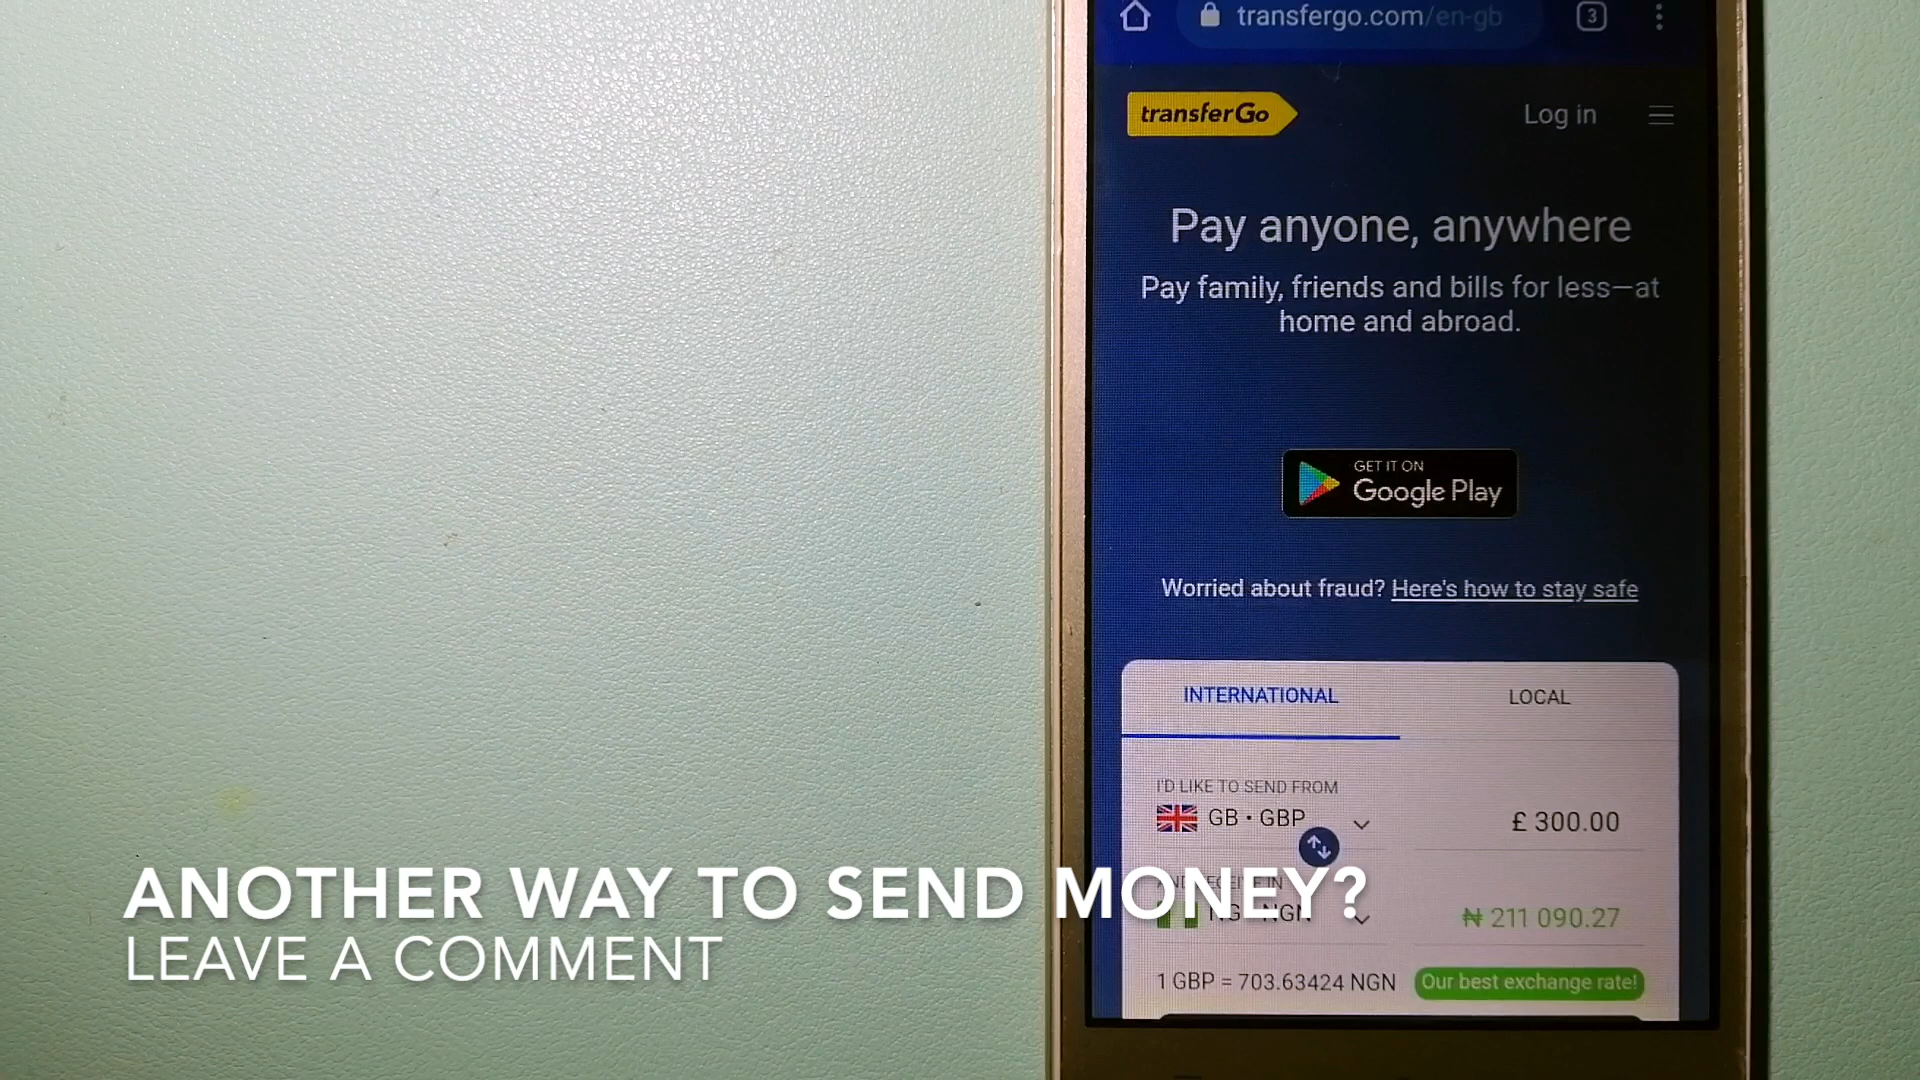 transfergo.com/en-gb
3
transferGo
Log in
Pay anyone, anywhere
Pay family, friends and bills for less—at
home and abroad.
GET IT ON
Google Play
Worried about fraud? Here's how to stay safe
INTERNATIONAL LOCAL
I'D LIKE TO SEND FROM
GB • GBP £ 300.00
NGN ₦ 211 090.27
1 GBP = 703.63424 NGN Our best exchange rate!
ANOTHER WAY TO SEND MONEY?
LEAVE A COMMENT